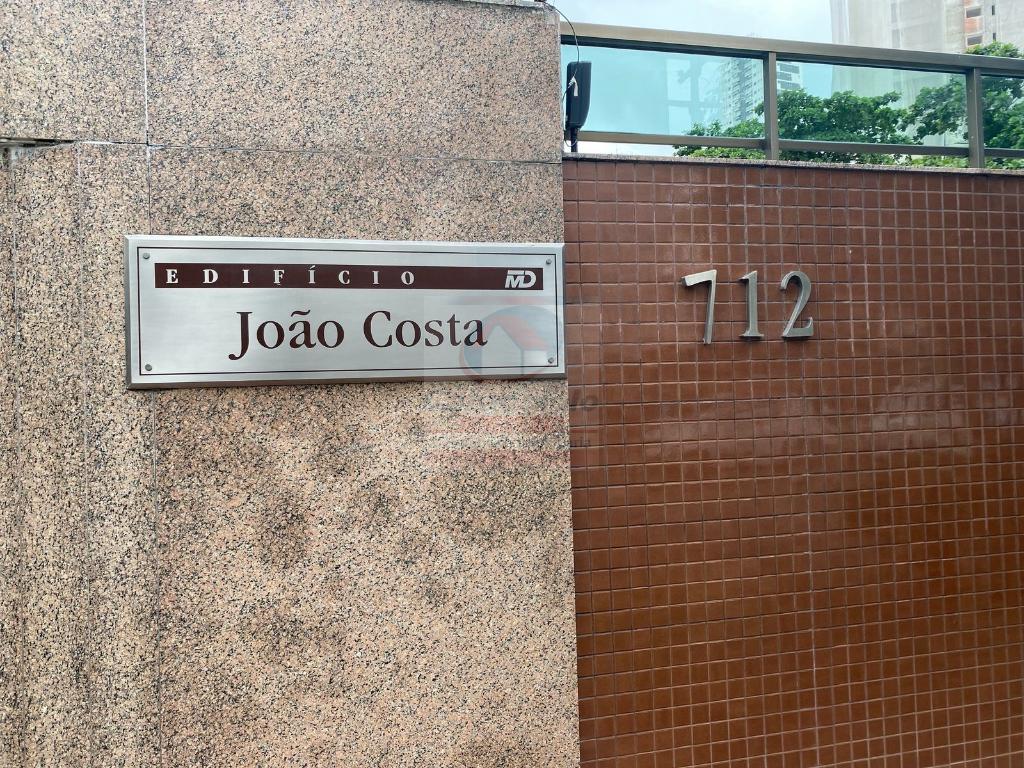 EDIFÍCIO MD
João Costa
712